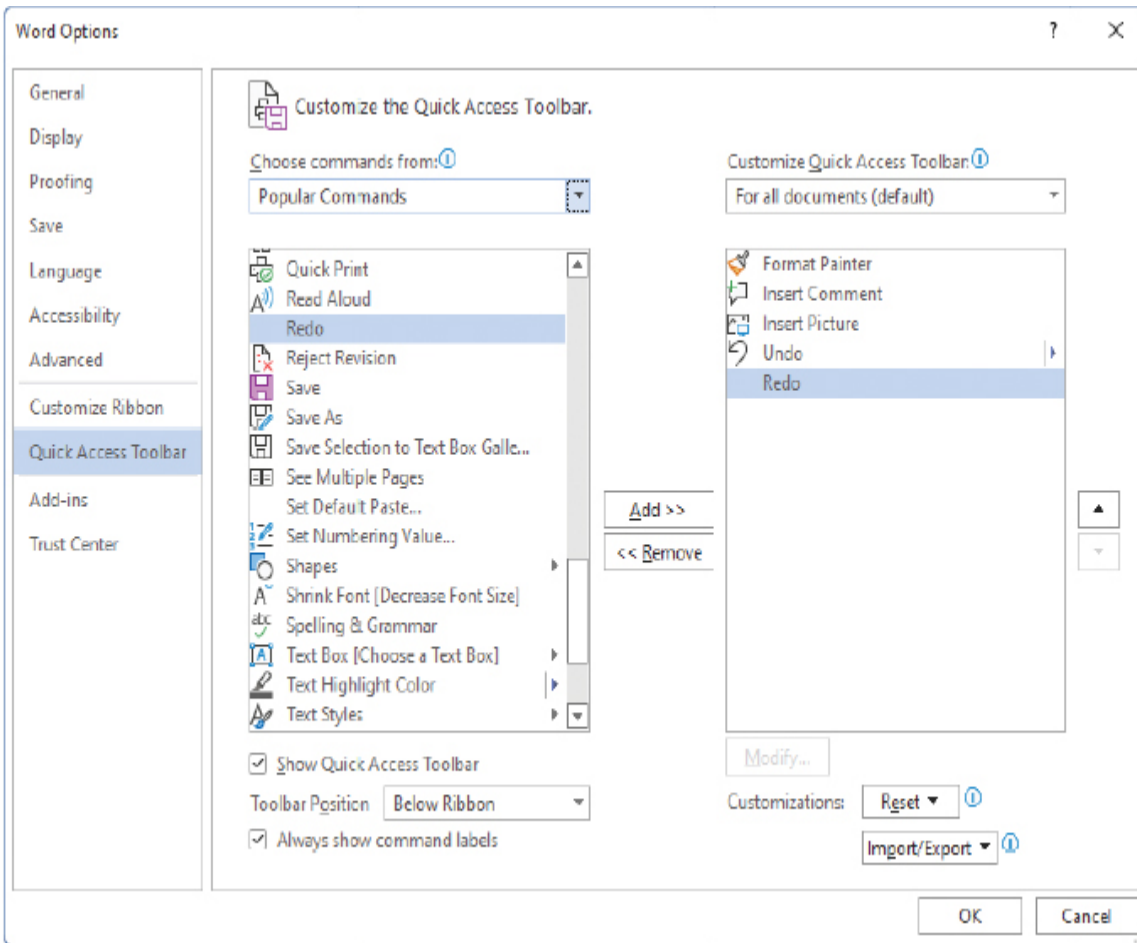 Word Options
?
General
Display
Proofing
Save
Language
Accessibility
Advanced
Customize Ribbon
Quick Access Toolbar
Add-ins
Trust Center
Customize the Quick Access Toolbar.
Choose commands from:
Popular Commands
Quick Print
Read Aloud
Redo
Reject Revision
Save
Save As
Save Selection to Text Box Galle...
See Multiple Pages
Set Default Paste...
Set Numbering Value...
Shapes
Shrink Font [Decrease Font Size]
Spelling & Grammar
Text Box [Choose a Text Box]
Text Highlight Color
Text Styles
Show Quick Access Toolbar
Toolbar Position Below Ribbon
Always show command labels
Add >>
<< Remove
Customize Quick Access Toolbar:
For all documents (default)
Format Painter
Insert Comment
Insert Picture
Undo
Redo
Modify...
Customizations: Reset
Import/Export
OK Cancel